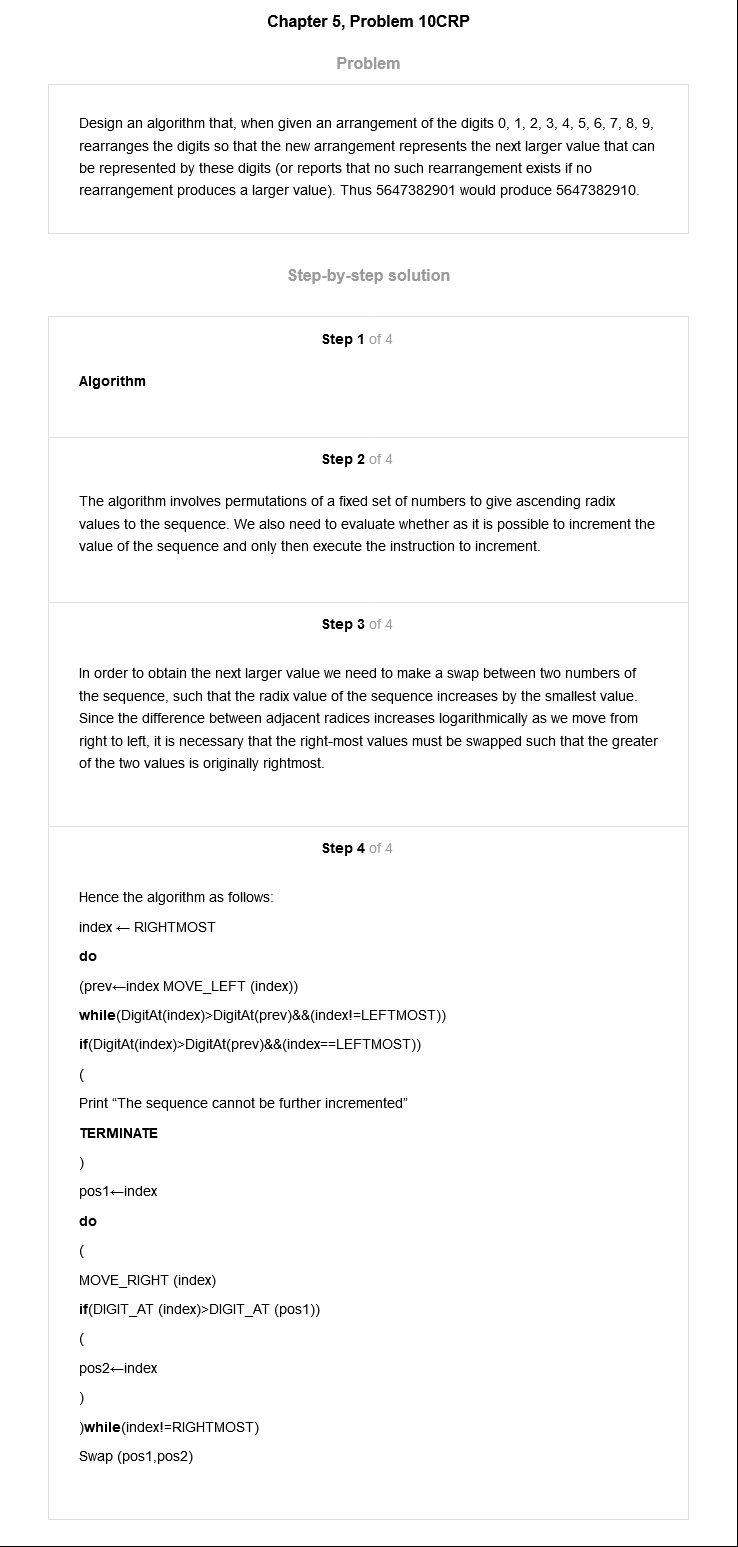 Chapter 5, Problem 10CRP
Problem
Design an algorithm that, when given an arrangement of the digits 0, 1, 2, 3, 4, 5, 6, 7, 8, 9,
rearranges the digits so that the new arrangement represents the next larger value that can
be represented by these digits (or reports that no such rearrangement exists if no
rearrangement produces a larger value). Thus 5647382901 would produce 5647382910.
Step-by-step solution
Step 1 of 4
Algorithm
Step 2 of 4
The algorithm involves permutations of a fixed set of numbers to give ascending radix
values to the sequence. We also need to evaluate whether as it is possible to increment the
value of the sequence and only then execute the instruction to increment.
Step 3 of 4
In order to obtain the next larger value we need to make a swap between two numbers of
the sequence, such that the radix value of the sequence increases by the smallest value.
Since the difference between adjacent radices increases logarithmically as we move from
right to left, it is necessary that the right-most values must be swapped such that the greater
of the two values is originally rightmost.
Step 4 of 4
Hence the algorithm as follows:
index ← RIGHTMOST
do
(prev←index MOVE_LEFT (index))
while(DigitAt(index)>DigitAt(prev)&&(index!=LEFTMOST))
if(DigitAt(index)>DigitAt(prev)&&(index==LEFTMOST))
(
Print “The sequence cannot be further incremented”
TERMINATE
)
pos1←index
do
(
MOVE_RIGHT (index)
if(DIGIT_AT (index)>DIGIT_AT (pos1))
(
pos2←index
)
)while(index!=RIGHTMOST)
Swap (pos1,pos2)